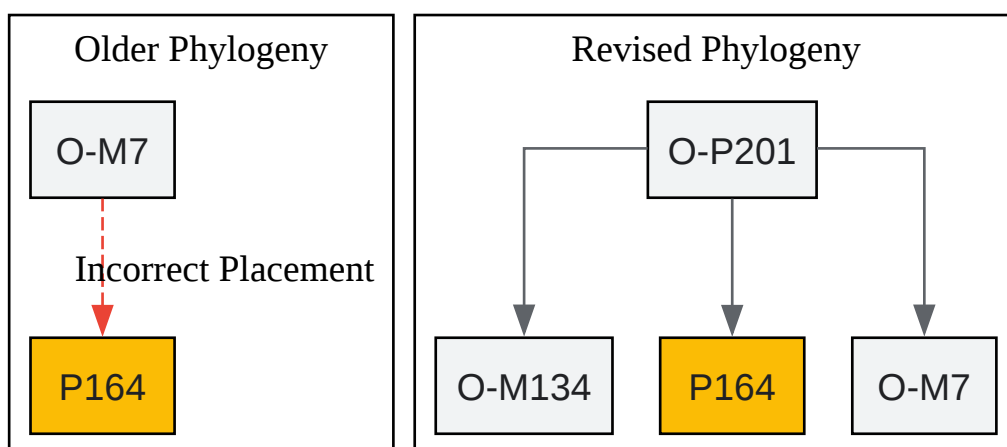 Older Phylogeny
O-M7
Incorrect Placement
P164
Revised Phylogeny
O-P201
O-M134
P164
O-M7